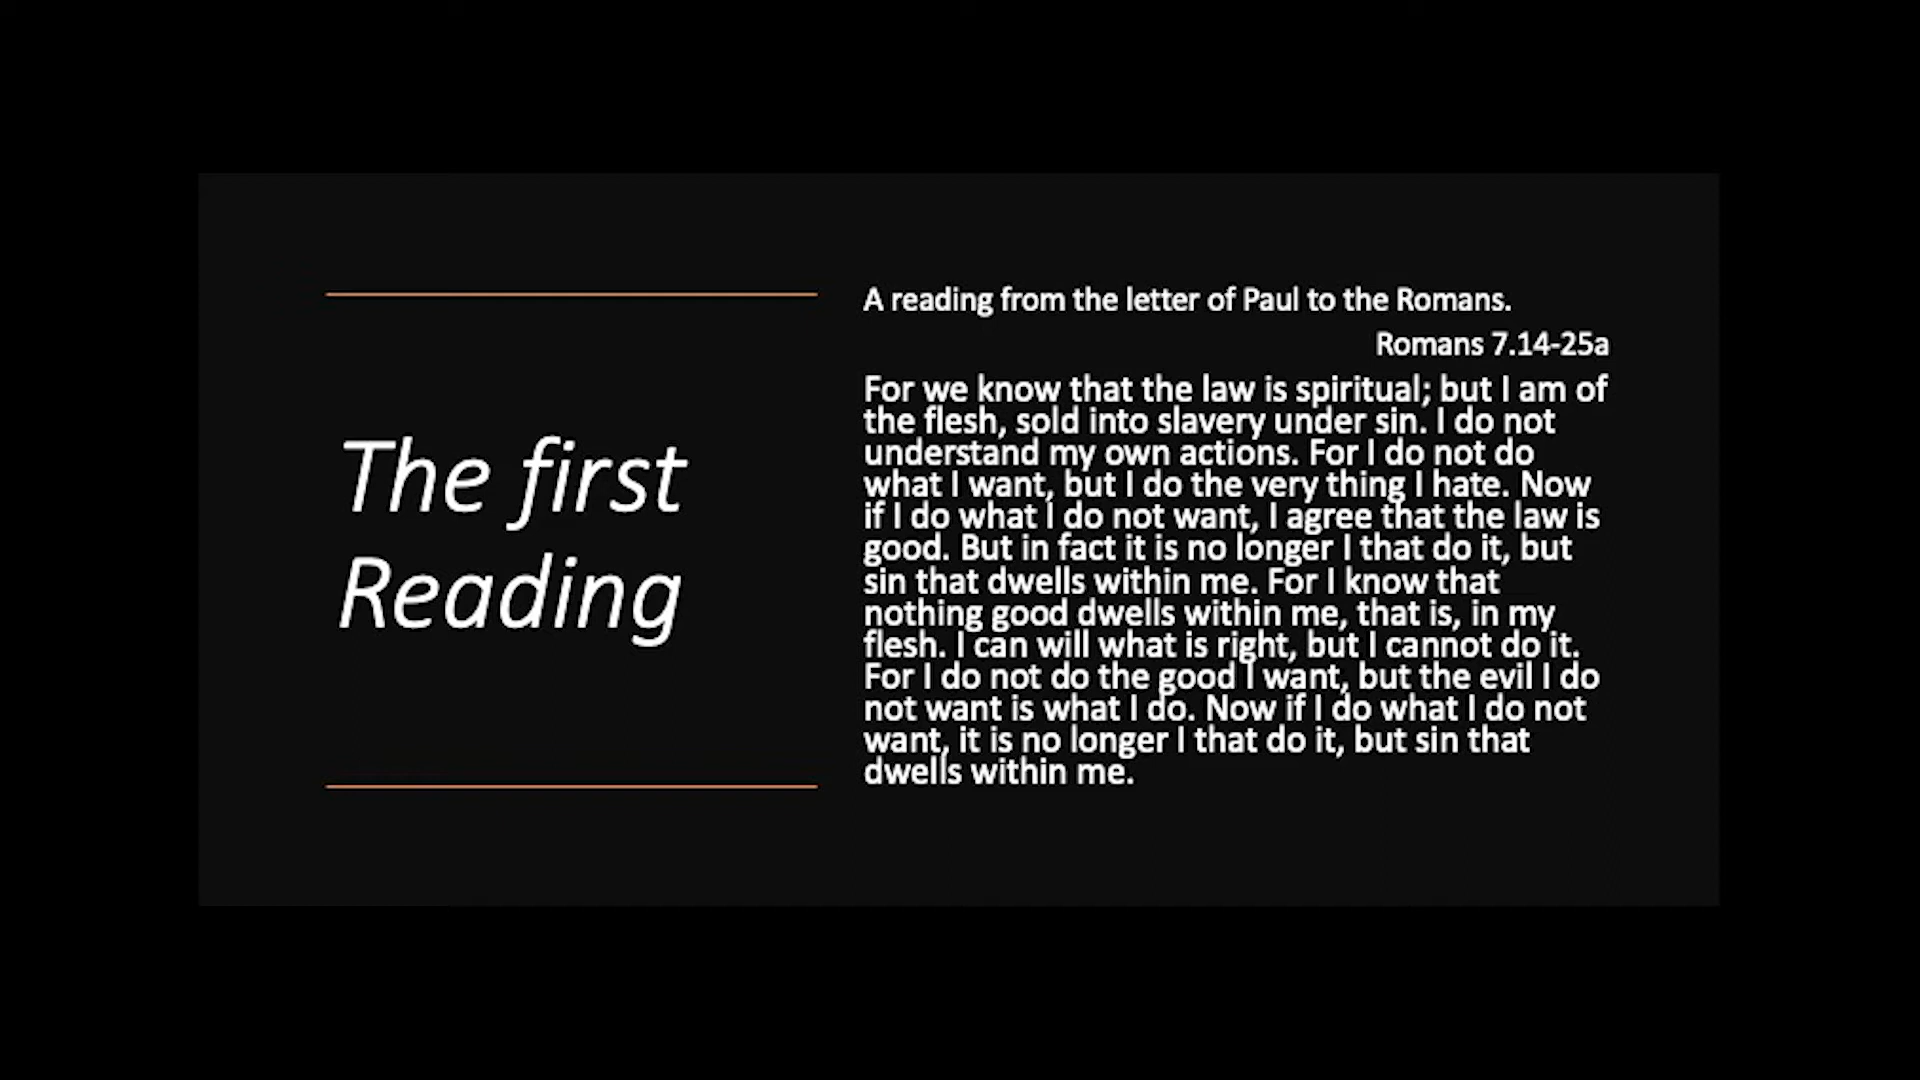 The first
Reading
A reading from the letter of Paul to the Romans.
Romans 7.14-25a
For we know that the law is spiritual; but I am of
the flesh, sold into slavery under sin. I do not
understand my own actions. For I do not do
what I want, but I do the very thing I hate. Now
if I do what I do not want, I agree that the law is
good. But in fact it is no longer I that do it, but
sin that dwells within me. For I know that
nothing good dwells within me, that is, in my
flesh. I can will what is right, but I cannot do it.
For I do not do the good I want, but the evil I do
not want is what I do. Now if I do what I do not
want, it is no longer I that do it, but sin that
dwells within me.